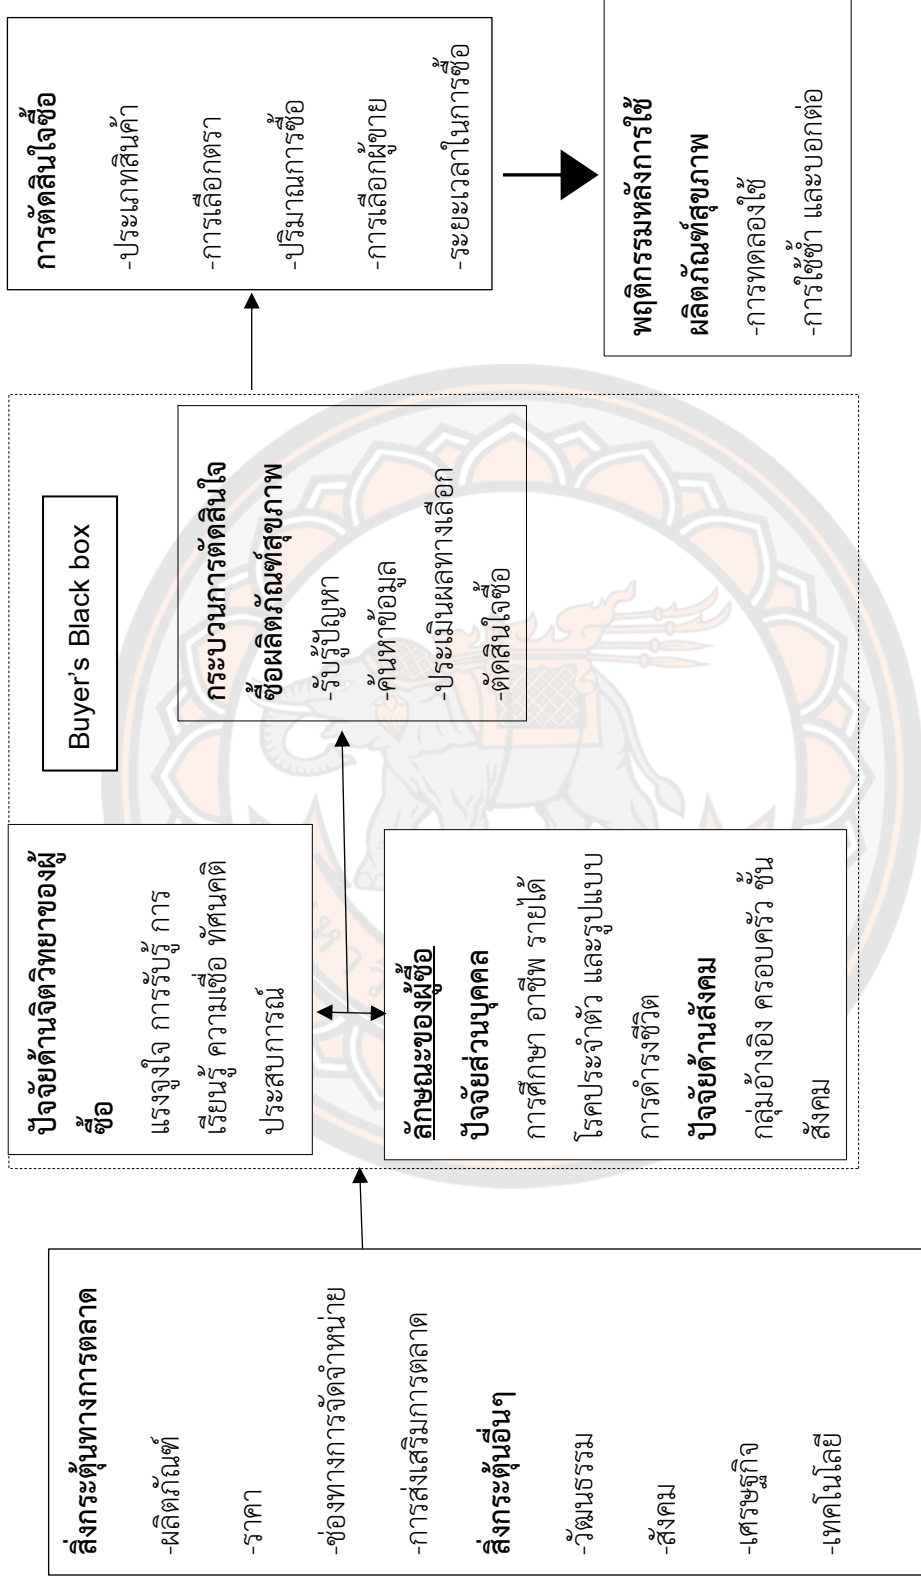 สิ่งกระตุ้นทางการตลาด
-ผลิตภัณฑ์
-ราคา
-ช่องทางการจัดจำหน่าย
-การส่งเสริมการตลาด
สิ่งกระตุ้นอื่นๆ
-วัฒนธรรม
-สังคม
-เศรษฐกิจ
-เทคโนโลยี
ปัจจัยด้านจิตวิทยาของผู้
ซื้อ
แรงจูงใจ การรับรู้ การ
เรียนรู้ ความเชื่อ ทัศนคติ
ประสบการณ์
ลักษณะของผู้ซื้อ
ปัจจัยส่วนบุคคล
การศึกษา อาชีพ รายได้
โรคประจำตัว และรูปแบบ
การดำรงชีวิต
ปัจจัยด้านสังคม
กลุ่มอ้างอิง ครอบครัว ชั้น
สังคม
Buyer's Black box
กระบวนการตัดสินใจ
ซื้อผลิตภัณฑ์สุขภาพ
-รับรู้ปัญหา
-ค้นหาข้อมูล
-ประเมินผลทางเลือก
-ตัดสินใจซื้อ
การตัดสินใจซื้อ
-ประเภทสินค้า
-การเลือกตรา
-ปริมาณการซื้อ
-การเลือกผู้ขาย
-ระยะเวลาในการซื้อ
พฤติกรรมหลังการใช้
ผลิตภัณฑ์สุขภาพ
-การทดลองใช้
-การใช้ซ้ำ และบอกต่อ